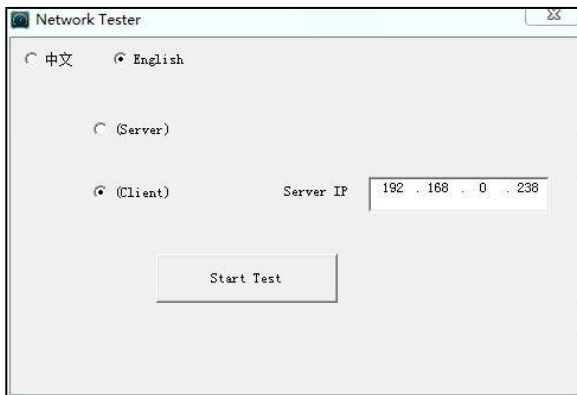 Network Tester
中文 English
(Server)
(Client) Server IP 192 . 168 . 0 . 238
Start Test